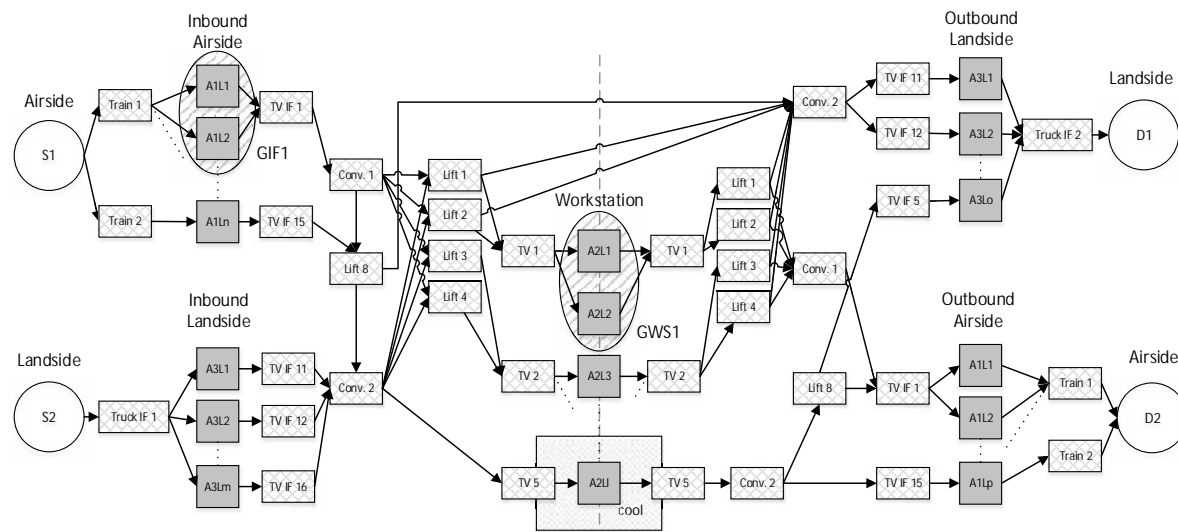 Inbound
Airside
Airside
S1
Train 1
A1L1
A1L2
TV IF 1
GIF1
Train 2
A1Ln
TV IF 15
Conv. 1
Lift 8
Lift 1
Lift 2
Lift 3
Lift 4
Inbound
Landside
Landside
S2
Truck IF 1
A3L1
A3L2
A3Lm
TV IF 11
TV IF 12
TV IF 16
Conv. 2
Workstation
TV 1
A2L1
A2L2
TV 1
GWS1
TV 2
A2L3
TV 2
TV 5
A2Ll
TV 5
cool
Lift 1
Lift 2
Lift 3
Lift 4
Conv. 2
Conv. 1
Lift 8
Conv. 2
Outbound
Landside
Landside
TV IF 11
A3L1
TV IF 12
A3L2
TV IF 5
A3Lo
Truck IF 2
D1
Outbound
Airside
Airside
TV IF 1
A1L1
A1L2
Train 1
D2
Train 2
TV IF 15
A1Lp